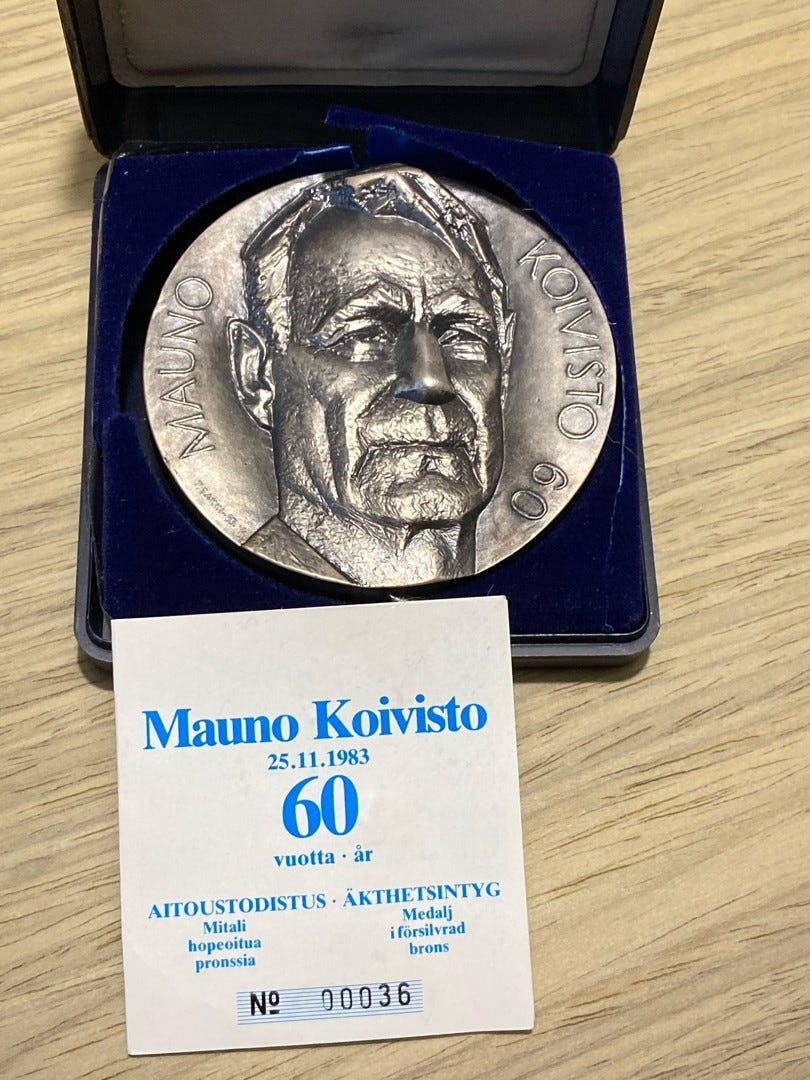 MAUNO
KOIVISTO 60
Mauno Koivisto
25.11.1983
60
vuotta · år
AITOUSTODISTUS · ÄKTHETSINTYG
Mitali
hopeoitua
pronssia
Medalj
i försilvrad
brons
Nº 00036